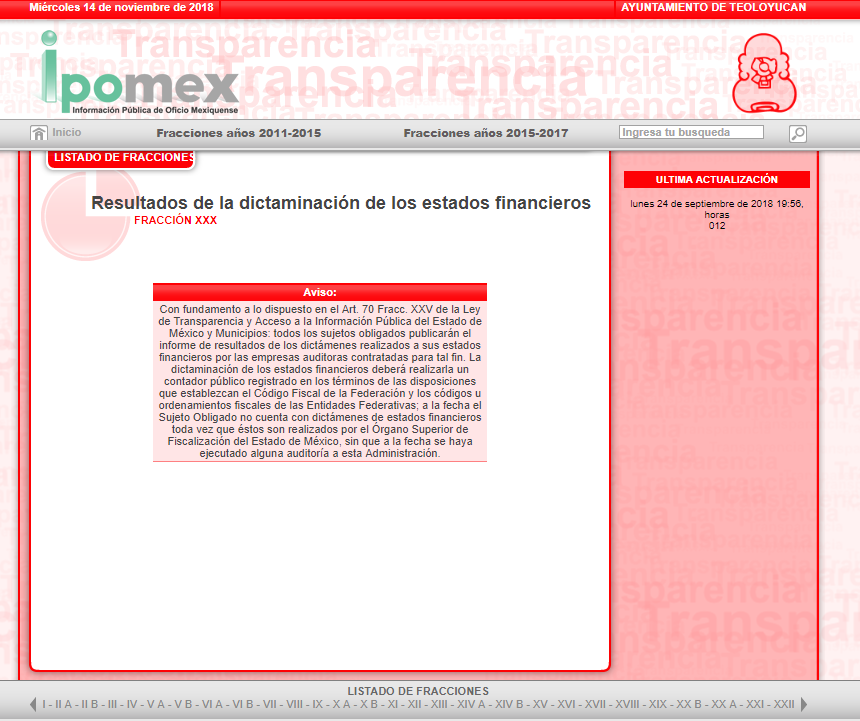 Miércoles 14 de noviembre de 2018
AYUNTAMIENTO DE TEOLOYUCAN
Transparencia
ipomex
Información Pública de Oficio Mexiquense
Inicio
Fracciones años 2011-2015
Fracciones años 2015-2017
Ingresa tu busqueda
LISTADO DE FRACCIONES
Resultados de la dictaminación de los estados financieros
FRACCIÓN XXX
ULTIMA ACTUALIZACIÓN
lunes 24 de septiembre de 2018 19:56,
horas
012
Aviso:
Con fundamento a lo dispuesto en el Art. 70 Fracc. XXV de la Ley
de Transparencia y Acceso a la Información Pública del Estado de
México y Municipios: todos los sujetos obligados publicarán el
informe de resultados de los dictámenes realizados a sus estados
financieros por las empresas auditoras contratadas para tal fin. La
dictaminación de los estados financieros deberá realizarla un
contador público registrado en los términos de las disposiciones
que establezcan el Código Fiscal de la Federación y los códigos u
ordenamientos fiscales de las Entidades Federativas; a la fecha el
Sujeto Obligado no cuenta con dictámenes de estados financieros
toda vez que éstos son realizados por el Órgano Superior de
Fiscalización del Estado de México, sin que a la fecha se haya
ejecutado alguna auditoría a esta Administración.
LISTADO DE FRACCIONES
I - II A - II B - III - IV - V A - V B - VI A - VI B - VII - VIII - IX - X A - X B - XI - XII - XIII - XIV A - XIV B - XV - XVI - XVII - XVIII - XIX - XX B - XX A - XXI - XXII